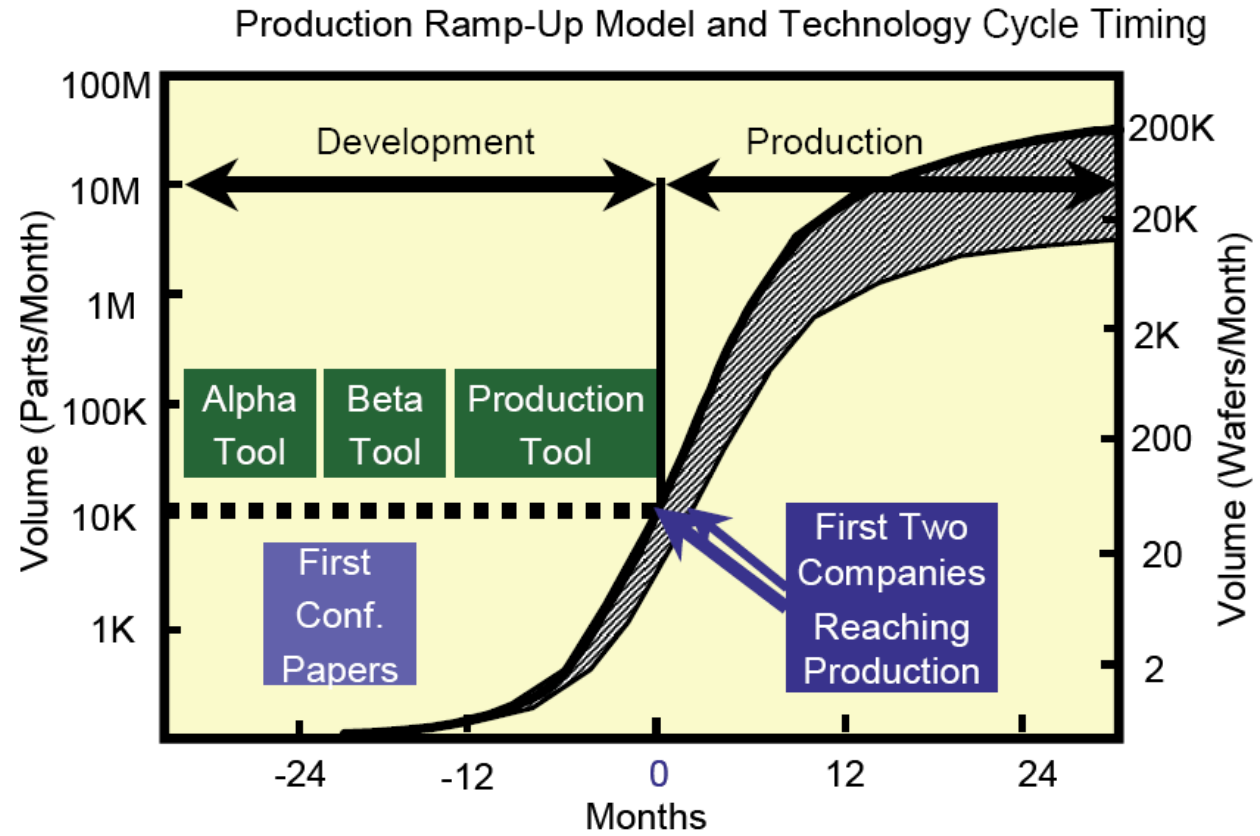 Production Ramp-Up Model and Technology Cycle Timing
100M
10M
1M
100K
10K
1K
Volume (Parts/Month)
Development
Production
Alpha
Tool
Beta
Tool
Production
Tool
First
Conf.
Papers
First Two
Companies
Reaching
Production
200K
20K
2K
200
20
2
Volume (Wafers/Month)
-24
-12
0
12
24
Months